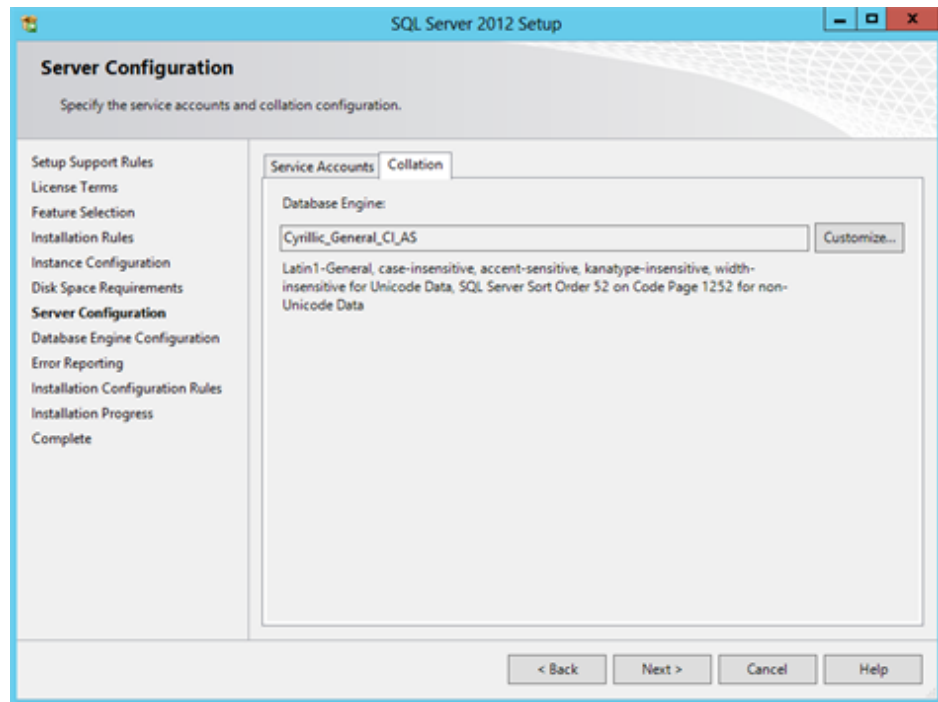 SQL Server 2012 Setup
Server Configuration
Specify the service accounts and collation configuration.
Setup Support Rules
License Terms
Feature Selection
Installation Rules
Instance Configuration
Disk Space Requirements
Server Configuration
Database Engine Configuration
Error Reporting
Installation Configuration Rules
Installation Progress
Complete
Service Accounts
Collation
Database Engine:
Cyrillic_General_CI_AS
Customize...
Latin1-General, case-insensitive, accent-sensitive, kanatype-insensitive, width-
insensitive for Unicode Data, SQL Server Sort Order 52 on Code Page 1252 for non-
Unicode Data
< Back
Next >
Cancel
Help